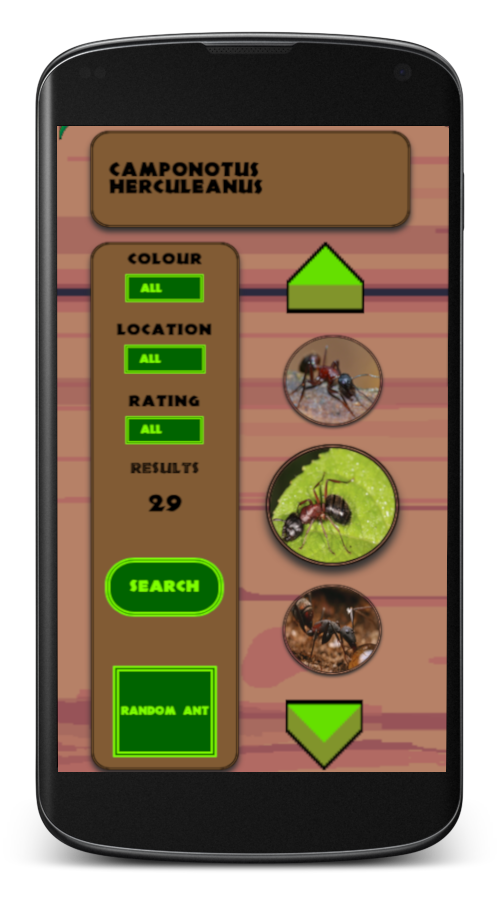 CAMPONOTUS
HERCULEANUS
COLOUR
ALL
LOCATION
ALL
RATING
ALL
RESULTS
29
SEARCH
RANDOM ANT